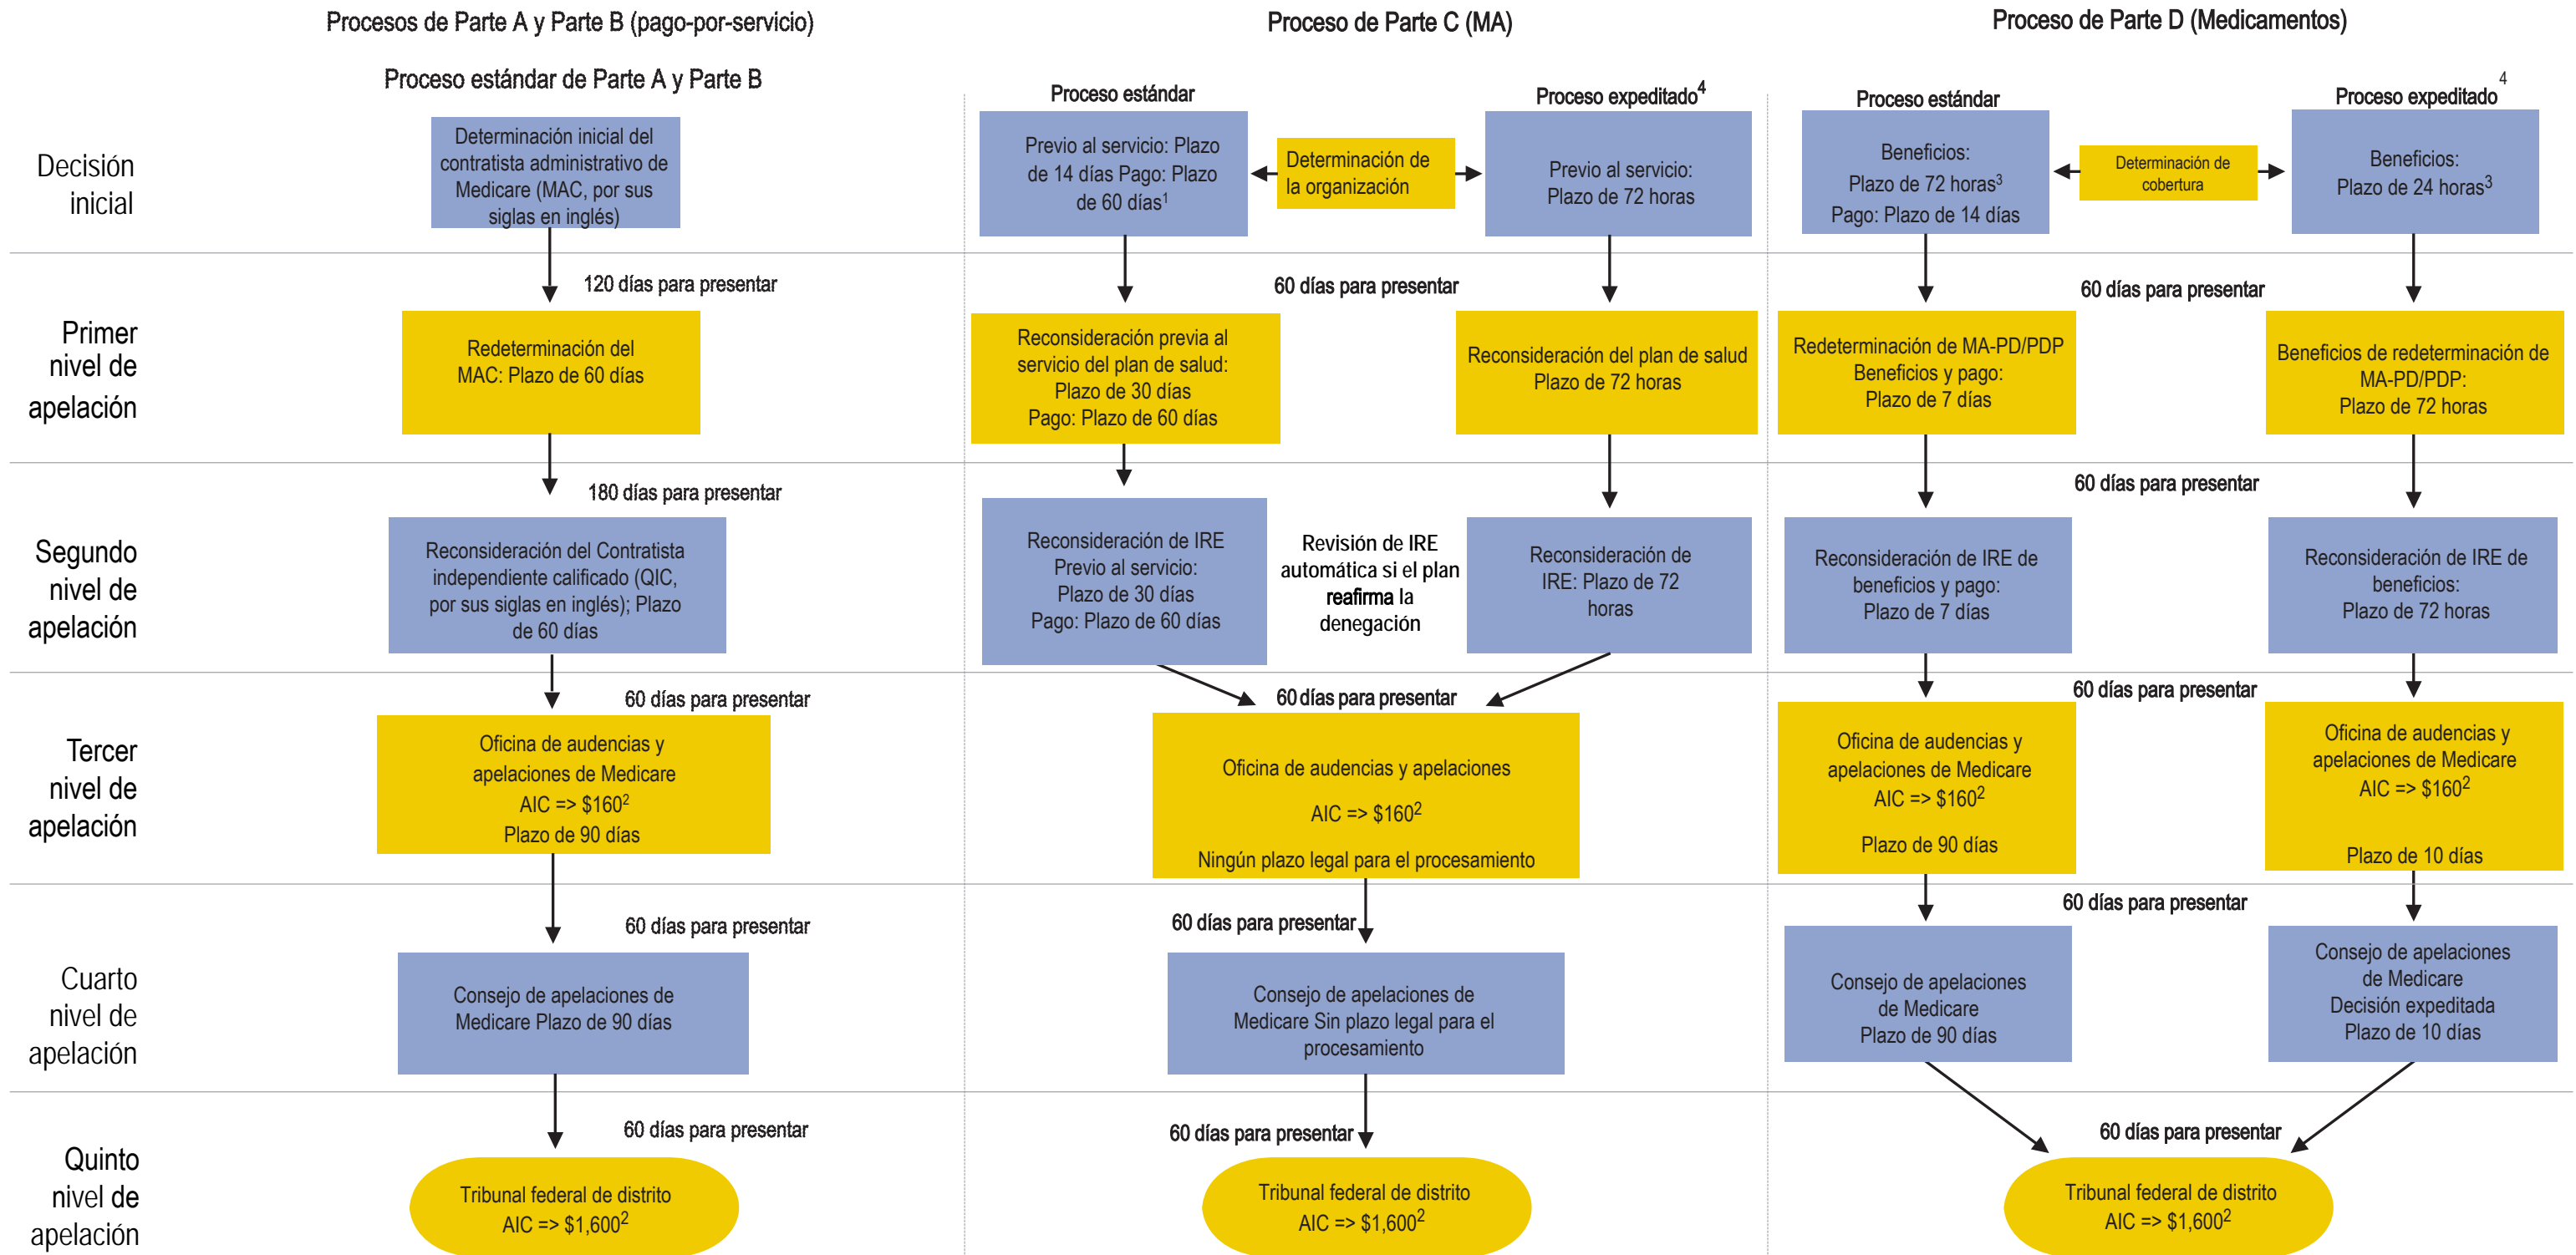 Procesos de Parte A y Parte B (pago-por-servicio)
Proceso de Parte C (MA)
Proceso de Parte D (Medicamentos)
Proceso estándar de Parte A y Parte B
Proceso estándar
Proceso expeditado4
Proceso estándar
Proceso expeditado4
Decisión
inicial
Determinación inicial del
contratista administrativo de
Medicare (MAC, por sus
siglas en inglés)
Previo al servicio: Plazo
de 14 días Pago: Plazo
de 60 días1
Determinación de
la organización
Previo al servicio:
Plazo de 72 horas
Beneficios:
Plazo de 72 horas3
Pago: Plazo de 14 días
Determinación de
cobertura
Beneficios:
Plazo de 24 horas3
120 días para presentar
60 días para presentar
60 días para presentar
Primer
nivel de
apelación
Redeterminación del
MAC: Plazo de 60 días
Reconsideración previa al
servicio del plan de salud:
Plazo de 30 días
Pago: Plazo de 60 días
Reconsideración del plan de salud
Plazo de 72 horas
Redeterminación de MA-PD/PDP
Beneficios y pago:
Plazo de 7 días
Beneficios de redeterminación de
MA-PD/PDP:
Plazo de 72 horas
180 días para presentar
60 días para presentar
Segundo
nivel de
apelación
Reconsideración del Contratista
independiente calificado (QIC,
por sus siglas en inglés); Plazo
de 60 días
Reconsideración de IRE
Previo al servicio:
Plazo de 30 días
Pago: Plazo de 60 días
Revisión de IRE
automática si el plan
reafirma la
denegación
Reconsideración de
IRE: Plazo de 72
horas
Reconsideración de IRE de
beneficios y pago:
Plazo de 7 días
Reconsideración de IRE de
beneficios:
Plazo de 72 horas
60 días para presentar
60 días para presentar
60 días para presentar
Tercer
nivel de
apelación
Oficina de audencias y
apelaciones de Medicare
AIC => $1602
Plazo de 90 días
Oficina de audencias y apelaciones
AIC => $1602
Ningún plazo legal para el procesamiento
Oficina de audencias y
apelaciones de Medicare
AIC => $1602
Plazo de 90 días
Oficina de audencias y
apelaciones de Medicare
AIC => $1602
Plazo de 10 días
60 días para presentar
60 días para presentar
60 días para presentar
Cuarto
nivel de
apelación
Consejo de apelaciones de
Medicare Plazo de 90 días
Consejo de apelaciones de
Medicare Sin plazo legal para el
procesamiento
Consejo de apelaciones
de Medicare
Plazo de 90 días
Consejo de apelaciones
de Medicare
Decisión expeditada
Plazo de 10 días
60 días para presentar
60 días para presentar
60 días para presentar
Quinto
nivel de
apelación
Tribunal federal de distrito
AIC => $1,6002
Tribunal federal de distrito
AIC => $1,6002
Tribunal federal de distrito
AIC => $1,6002